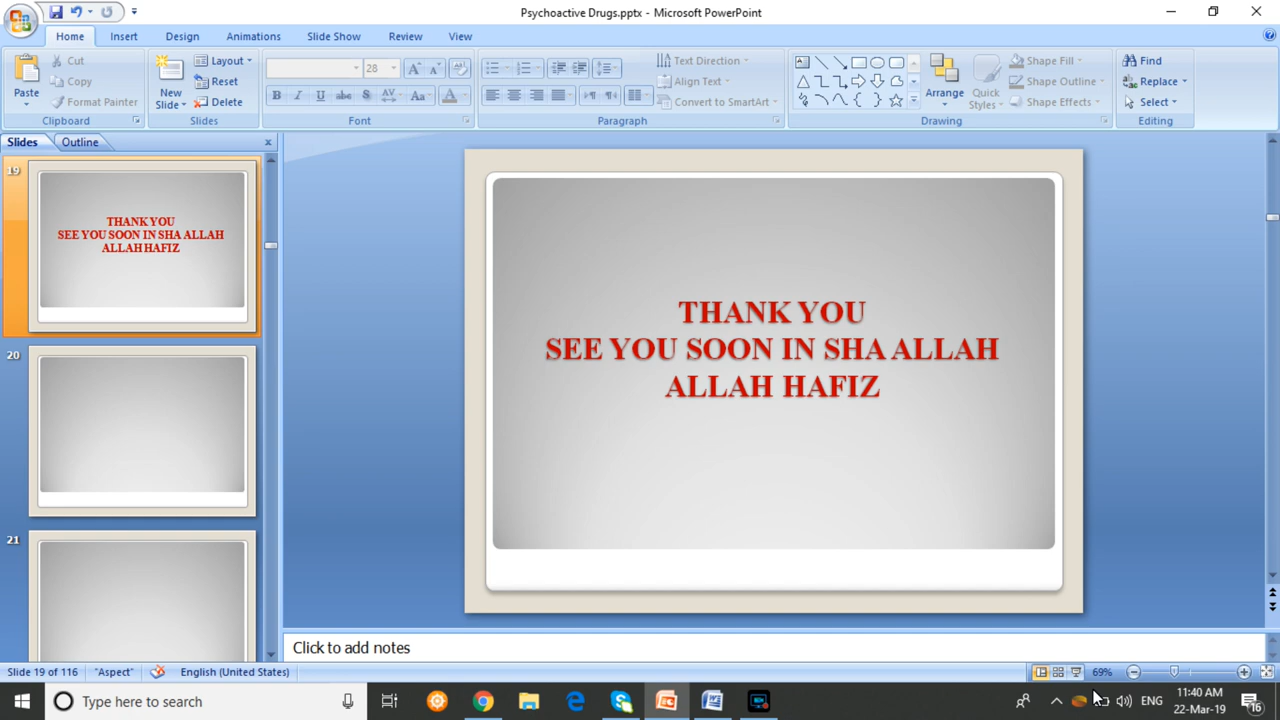 Psychoactive Drugs.pptx - Microsoft PowerPoint
Home Insert Design Animations Slide Show Review View
Paste
Cut
Copy
Format Painter
Clipboard
New Slide
Layout
Reset
Delete
Slides
28
Font
Text Direction
Align Text
Convert to SmartArt
Paragraph
Arrange
Quick Styles
Shape Fill
Shape Outline
Shape Effects
Drawing
Find
Replace
Select
Editing
Slides Outline
19
THANK YOU
SEE YOU SOON IN SHA ALLAH
ALLAH HAFIZ
20
21
THANK YOU
SEE YOU SOON IN SHA ALLAH
ALLAH HAFIZ
Click to add notes
Slide 19 of 116 "Aspect" English (United States) 69%
Type here to search
ENG
11:40 AM
22-Mar-19
16